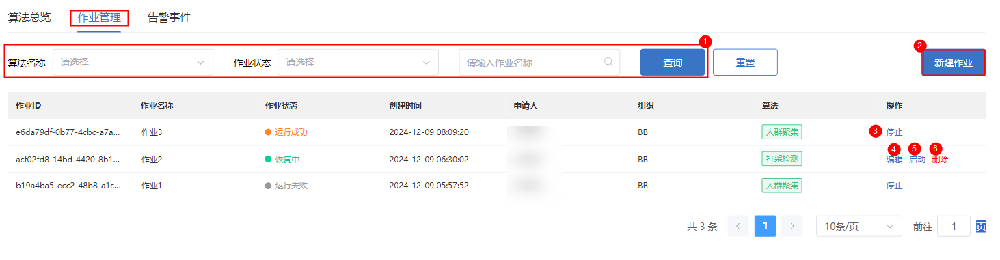 算法总览 作业管理 告警事件
1
2
算法名称 请选择 作业状态 请选择 请输入作业名称 查询 重置 新建作业
作业ID 作业名称 作业状态 创建时间 申请人 组织 算法 操作
e6da79df-0b77-4cbc-a7a... 作业3 运行成功 2024-12-09 08:09:20 BB 人群聚集 3 停止
4 5 6
acf02fd8-14bd-4420-8b1... 作业2 恢复中 2024-12-09 06:30:02 BB 打架检测 编辑 启动 删除
b19a4ba5-ecc2-48b8-a1c... 作业1 运行失败 2024-12-09 05:57:52 BB 人群聚集 停止
共 3 条 1 10条/页 前往 1 页